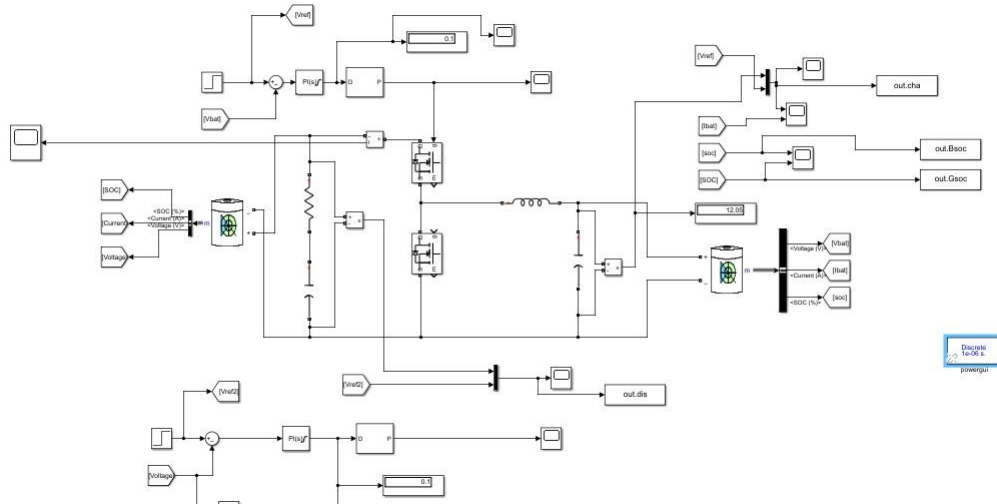 [Vref]
0.1
PI(s)
D
P
[Vbat]
[Vref]
out.cha
[Ibat]
[soc]
out.Bsoc
[SOC]
out.Gsoc
[SOC]
<SOC (%)>
[Current]
<Current (A)>
<Voltage (V)>
m
[Voltage]
12.05
m
<Voltage (V)>
[Vbat]
<Current (A)>
[Ibat]
<SOC (%)>
[soc]
Discrete
1e-06 s.
powergui
[Vref2]
out.dis
[Vref2]
PI(s)
D
P
[Voltage]
0.1